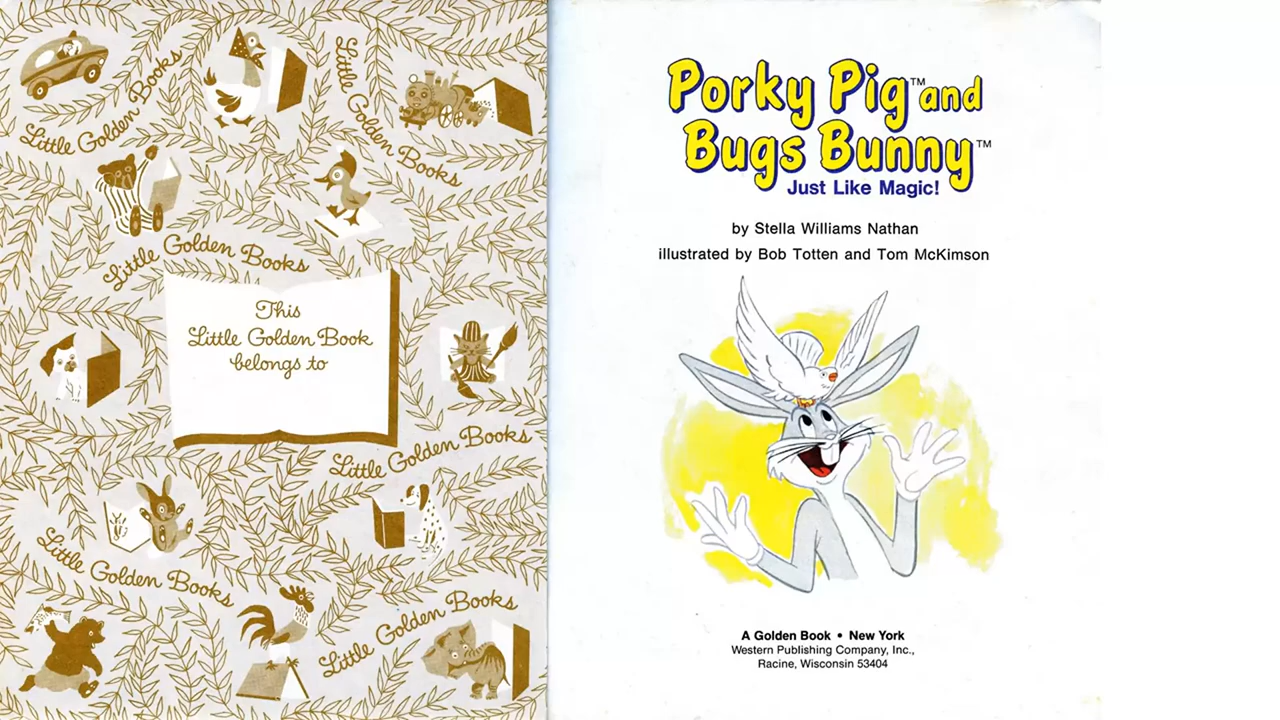 Little Golden Books
Little Golden Books
Little Golden Books
This
Little Golden Book
belongs to
Little Golden Books
Little Golden Books
Little Golden Books
Porky Pig™ and
Bugs Bunny™
Just Like Magic!
by Stella Williams Nathan
illustrated by Bob Totten and Tom McKimson
A Golden Book • New York
Western Publishing Company, Inc.,
Racine, Wisconsin 53404